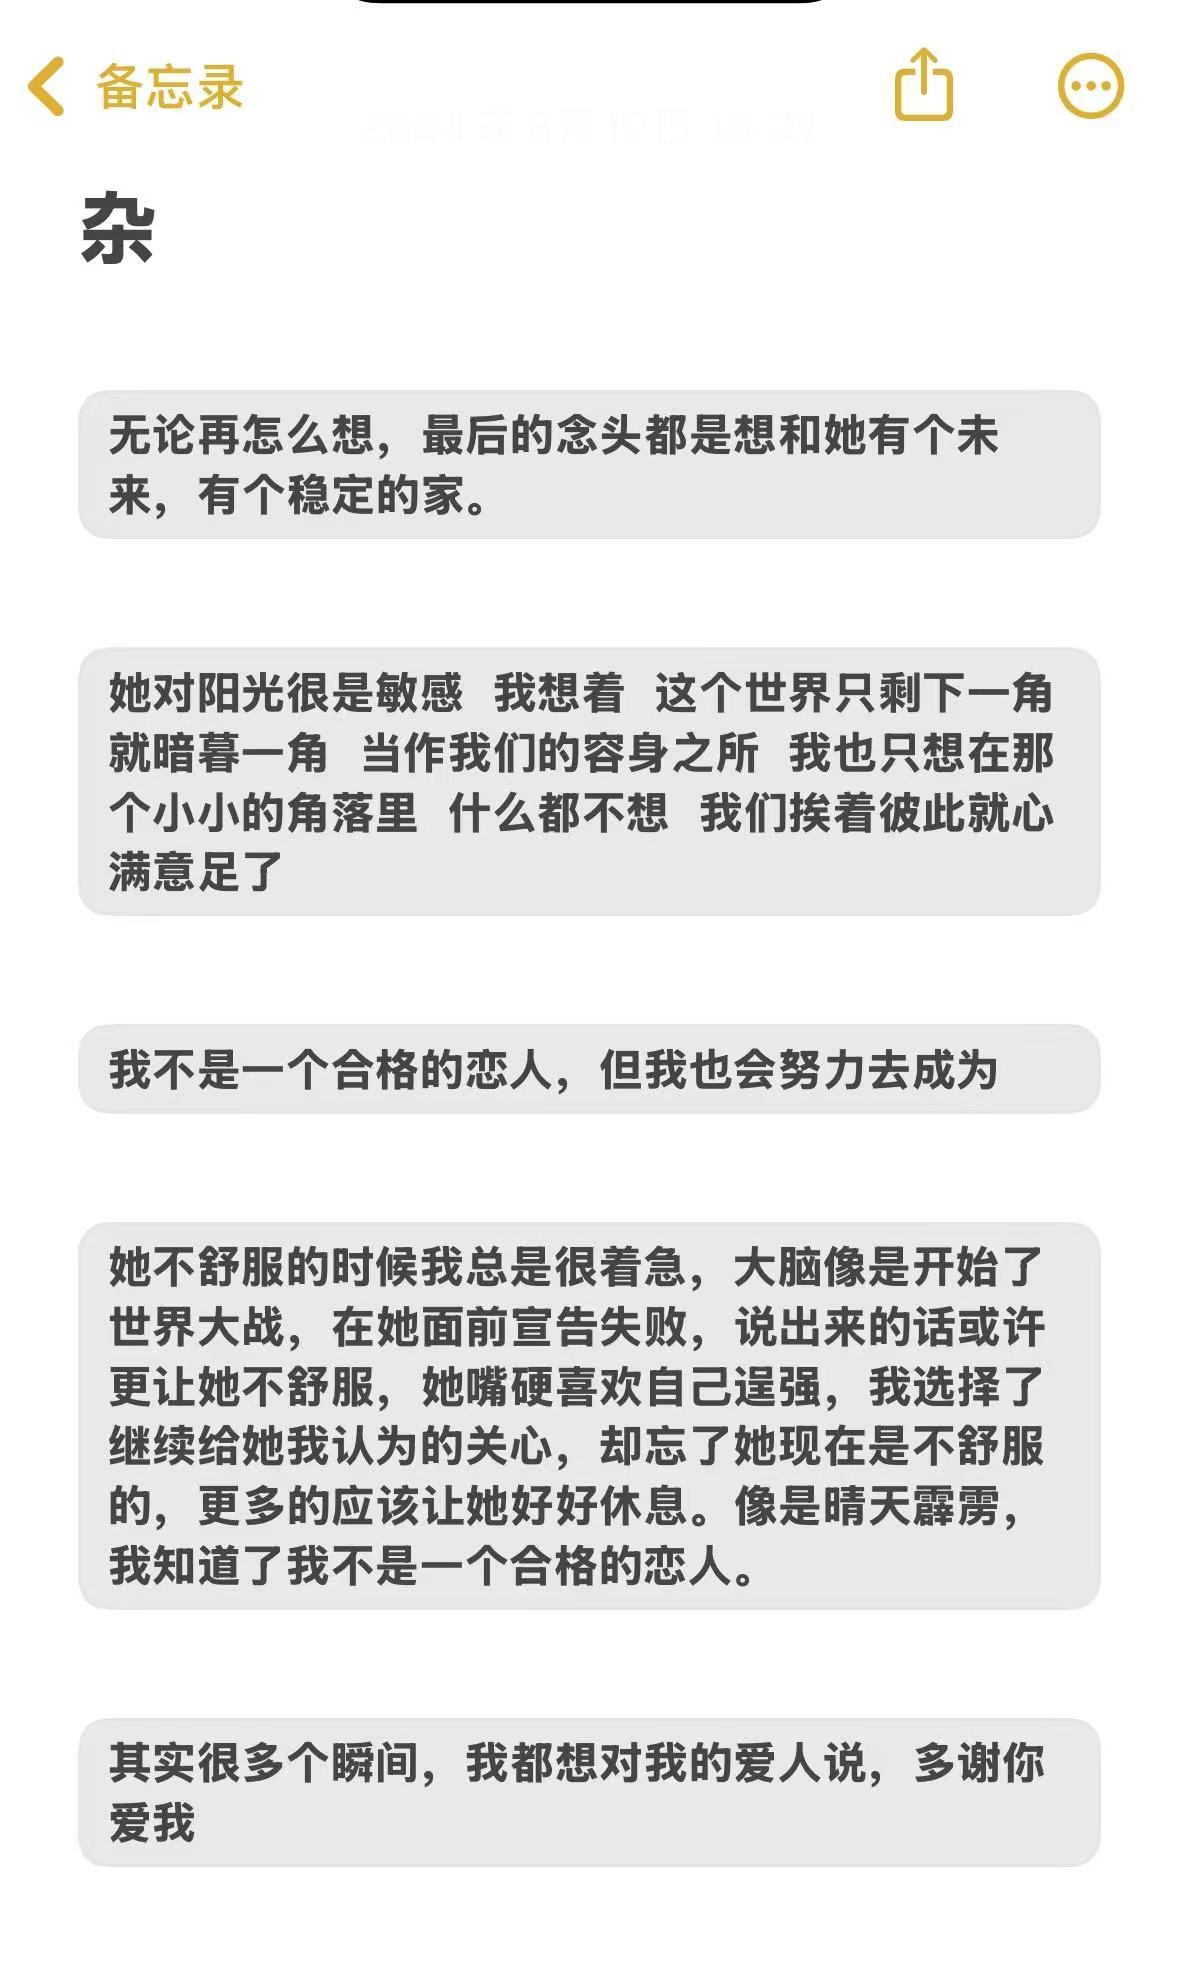 备忘录
杂
无论再怎么想，最后的念头都是想和她有个未
来，有个稳定的家。
她对阳光很是敏感 我想着 这个世界只剩下一角
就暗暮一角 当作我们的容身之所 我也只想在那
个小小的角落里 什么都不想 我们挨着彼此就心
满意足了
我不是一个合格的恋人，但我也会努力去成为
她不舒服的时候我总是很着急，大脑像是开始了
世界大战，在她面前宣告失败，说出来的话或许
更让她不舒服，她嘴硬喜欢自己逞强，我选择了
继续给她我认为的关心，却忘了她现在是不舒服
的，更多的应该让她好好休息。像是晴天霹雳，
我知道了我不是一个合格的恋人。
其实很多个瞬间，我都想对我的爱人说，多谢你
爱我